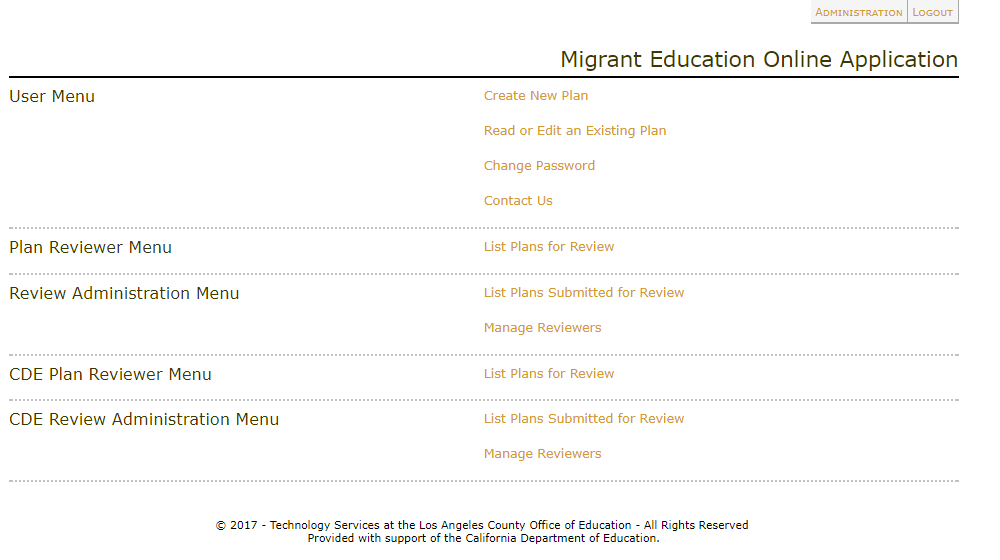 Administration Logout
Migrant Education Online Application
User Menu
Create New Plan
Read or Edit an Existing Plan
Change Password
Contact Us
Plan Reviewer Menu
List Plans for Review
Review Administration Menu
List Plans Submitted for Review
Manage Reviewers
CDE Plan Reviewer Menu
List Plans for Review
CDE Review Administration Menu
List Plans Submitted for Review
Manage Reviewers
© 2017 - Technology Services at the Los Angeles County Office of Education - All Rights Reserved
Provided with support of the California Department of Education.